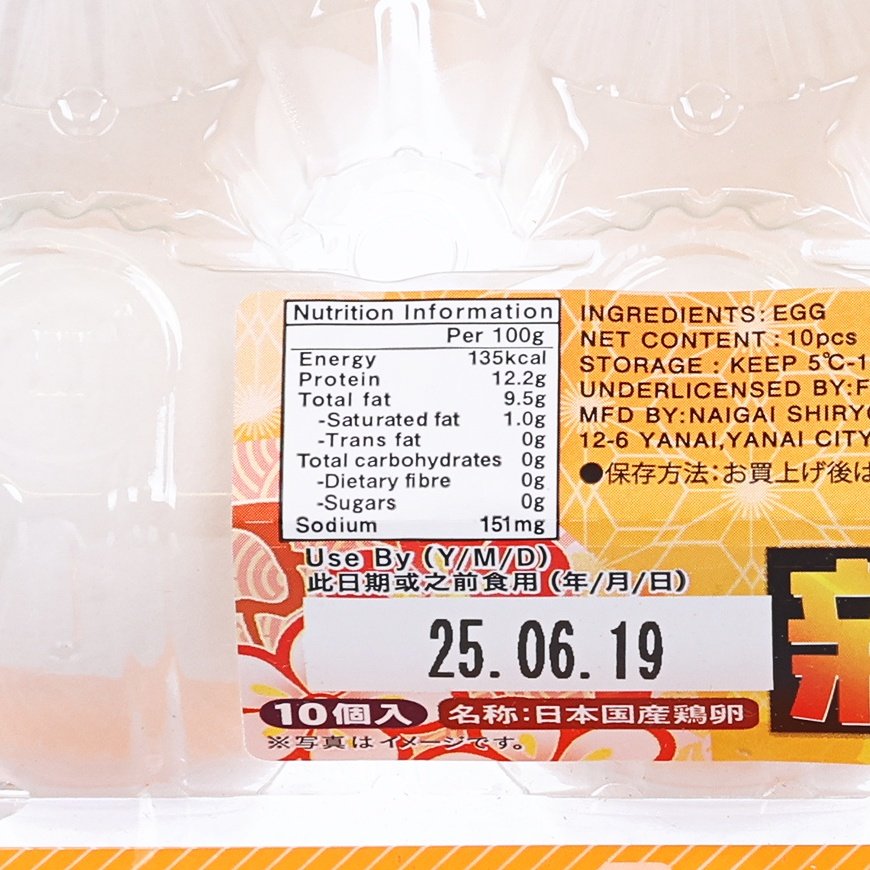 Nutrition Information
Per 100g
Energy 135kcal
Protein 12.2g
Total fat 9.5g
-Saturated fat 1.0g
-Trans fat 0g
Total carbohydrates 0g
-Dietary fibre 0g
-Sugars 0g
Sodium 151mg
INGREDIENTS: EGG
NET CONTENT: 10pcs
STORAGE: KEEP 5℃-1
UNDERLICENSED BY:F
MFD BY:NAIGAI SHIRYO
12-6 YANAI,YANAI CITY
●保存方法:お買上げ後は
Use By (Y/M/D)
此日期或之前食用 (年/月/日)
25.06.19
10個入
名称:日本国産鶏卵
※写真はイメージです。